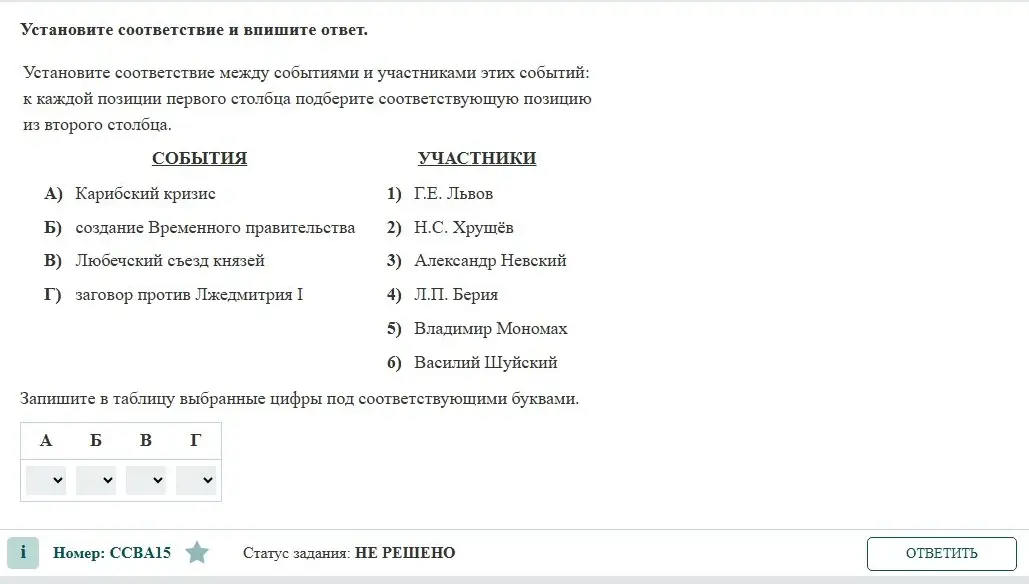 Установите соответствие и впишите ответ.
Установите соответствие между событиями и участниками этих событий:
к каждой позиции первого столбца подберите соответствующую позицию
из второго столбца.
СОБЫТИЯ УЧАСТНИКИ
А) Карибский кризис 1) Г.Е. Львов
Б) создание Временного правительства 2) Н.С. Хрущёв
В) Любечский съезд князей 3) Александр Невский
Г) заговор против Лжедмитрия I 4) Л.П. Берия
5) Владимир Мономах
6) Василий Шуйский
Запишите в таблицу выбранные цифры под соответствующими буквами.
А Б В Г
i Номер: CCBA15 Статус задания: НЕ РЕШЕНО ОТВЕТИТЬ